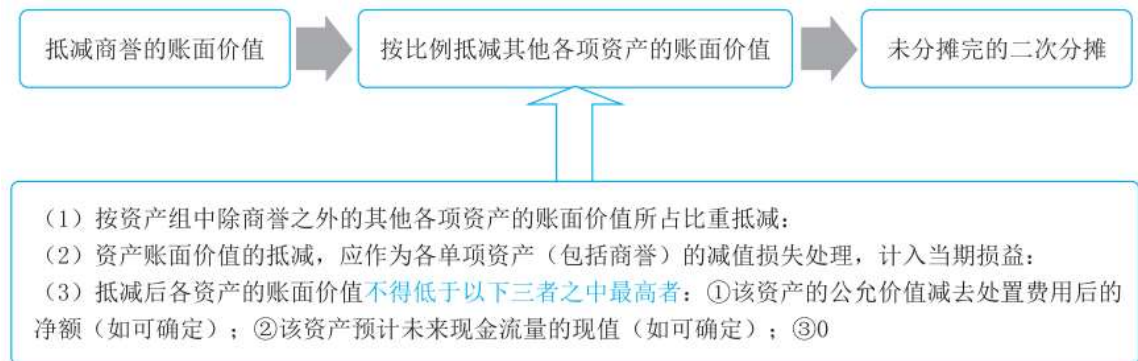 抵减商誉的账面价值
按比例抵减其他各项资产的账面价值
未分摊完的二次分摊
（1）按资产组中除商誉之外的其他各项资产的账面价值所占比重抵减：
（2）资产账面价值的抵减，应作为各单项资产（包括商誉）的减值损失处理，计入当期损益：
（3）抵减后各资产的账面价值不得低于以下三者之中最高者：①该资产的公允价值减去处置费用后的
净额（如可确定）；②该资产预计未来现金流量的现值（如可确定）；③0